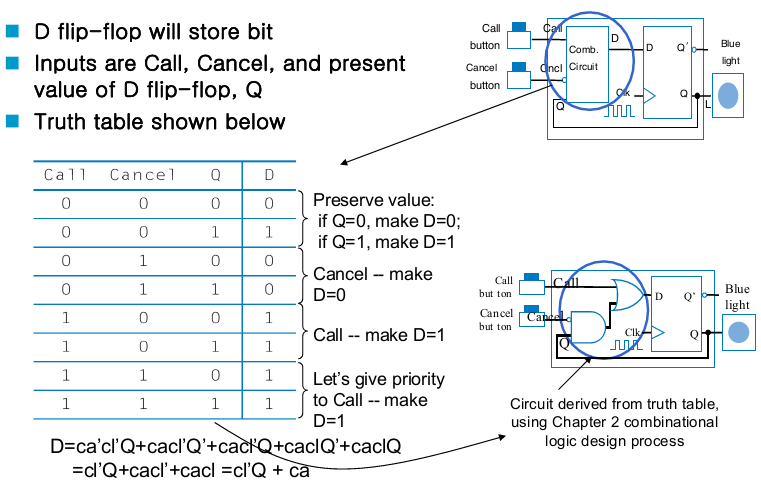 D flip-flop will store bit
Inputs are Call, Cancel, and present
value of D flip-flop, Q
Truth table shown below
Call
button
Cancel
button
Call
Cncl
Q
Comb.
Circuit
D
D
Q'
Clk
Q
L
Blue
light
Call Cancel Q D
0 0 0 0
0 0 1 1
0 1 0 0
0 1 1 0
1 0 0 1
1 0 1 1
1 1 0 1
1 1 1 1
Preserve value:
if Q=0, make D=0;
if Q=1, make D=1
Cancel -- make
D=0
Call -- make D=1
Let's give priority
to Call -- make
D=1
Call
but ton
Cancel
but ton
Call
Cancel
Q
D
Q'
Clk
Q
Blue
light
Circuit derived from truth table,
using Chapter 2 combinational
logic design process
D=ca'cl'Q+cacl'Q'+cacl'Q+caclQ'+caclQ
=cl'Q+cacl'+cacl =cl'Q + ca